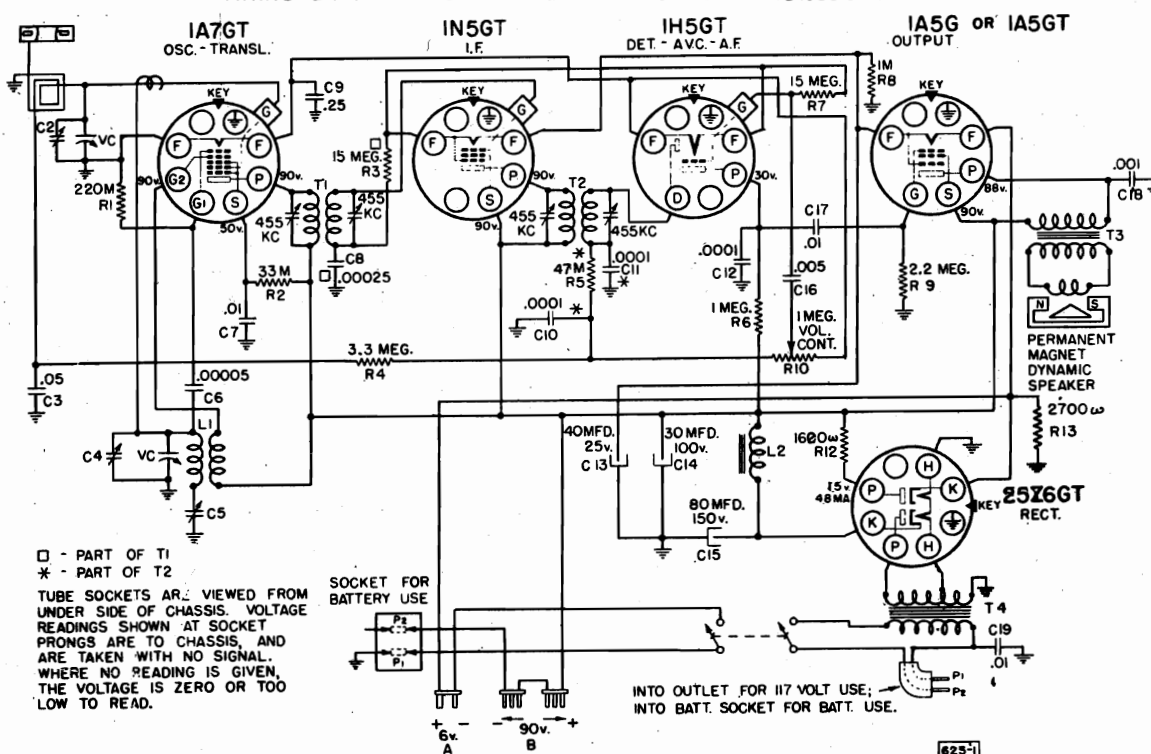 1A7GT
OSC.-TRANSL.
1N5GT
I.F.
1H5GT
DET.-A.V.C.-A.F.
1A5G OR 1A5GT
OUTPUT
1M
R8
15 MEG.
R7
C9
.25
KEY
G
KEY
G
KEY
G
KEY
C2
VC
F
F
F
F
F
F
F
F
15 MEG.
R3
T1
T2
220M
R1
90v.
G2
P
90v.
P
90v.
P
30v.
P
88v.
.001
C18
G1
S
50v.
S
90v.
D
G
S
90v.
455
KC
455
KC
455
KC
455KC
C17
.01
T3
C8
.00025
33M
R2
47M
R5
.0001
C11
.0001
C12
.005
C16
2.2 MEG.
R9
.01
C7
.0001
C10
1 MEG.
R6
1 MEG.
VOL.
CONT.
R10
N
S
PERMANENT
MAGNET
DYNAMIC
SPEAKER
3.3 MEG.
R4
.05
C3
.00005
C6
L1
2700ω
R13
C4
VC
40MFD.
25v.
C13
30MFD.
100v.
C14
L2
1600ω
R12
H
7.5v.
48MA
P
K
KEY
25Z6GT
RECT.
C5
80MFD.
150v.
C15
K
P
H
□ - PART OF T1
* - PART OF T2
TUBE SOCKETS ARE VIEWED FROM
UNDER SIDE OF CHASSIS. VOLTAGE
READINGS SHOWN AT SOCKET
PRONGS ARE TO CHASSIS, AND
ARE TAKEN WITH NO SIGNAL.
WHERE NO READING IS GIVEN,
THE VOLTAGE IS ZERO OR TOO
LOW TO READ.
SOCKET FOR
BATTERY USE
P2
P1
T4
C19
.01
P1
P2
INTO OUTLET FOR 117 VOLT USE;
INTO BATT. SOCKET FOR BATT. USE.
+ 6v. -
A
- 90v. +
B
623-1